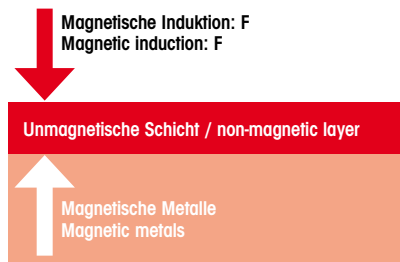 Magnetische Induktion: F
Magnetic induction: F
Unmagnetische Schicht / non-magnetic layer
Magnetische Metalle
Magnetic metals